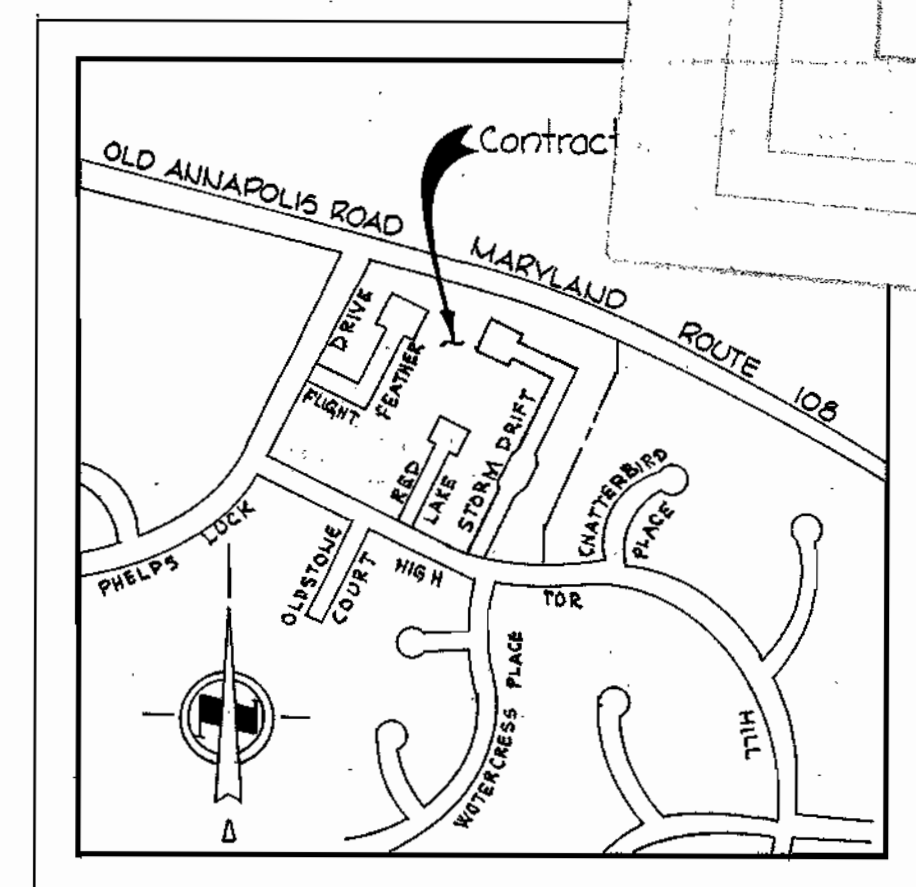 Contract
OLD ANNAPOLIS ROAD
MARYLAND ROUTE 108
DRIVE
FLIGHT FEATHER
RED LAKE
STORM DRIFT
CHATTERBIRD PLACE
PHELPS LUCK
OLDSTONE COURT
HIGH TOR HILL
WOTERCRESS PLACE
N